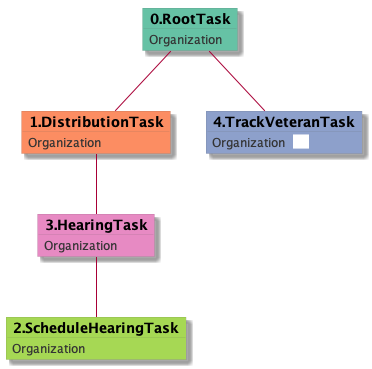 0.RootTask
Organization
1.DistributionTask
Organization
4.TrackVeteranTask
Organization
3.HearingTask
Organization
2.ScheduleHearingTask
Organization